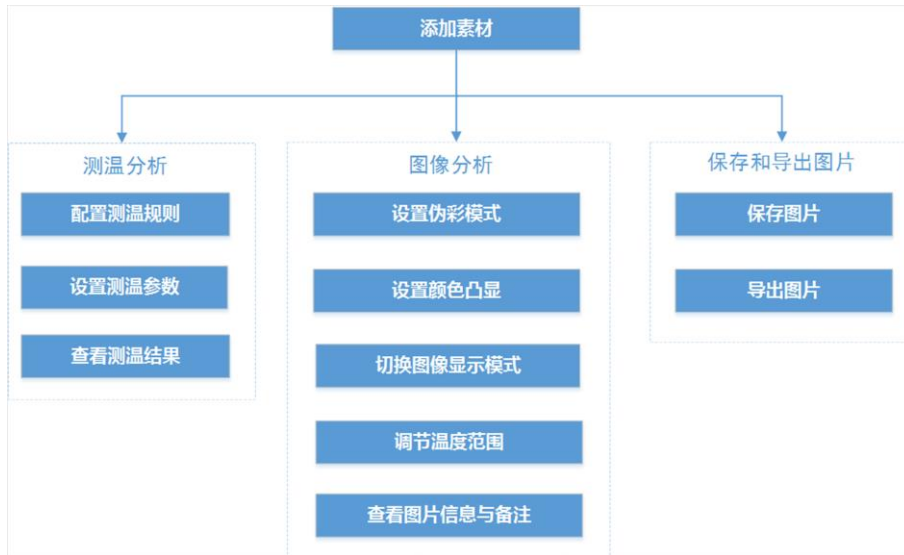 添加素材
测温分析
配置测温规则
设置测温参数
查看测温结果
图像分析
设置伪彩模式
设置颜色凸显
切换图像显示模式
调节温度范围
查看图片信息与备注
保存和导出图片
保存图片
导出图片